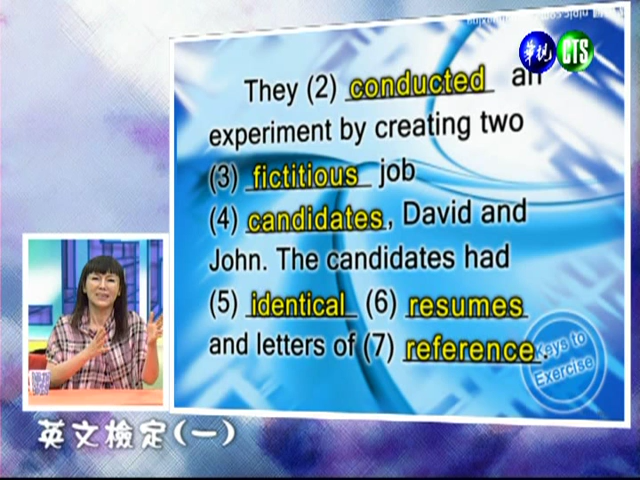 華視 CTS
They (2) conducted an
experiment by creating two
(3) fictitious job
(4) candidates, David and
John. The candidates had
(5) identical (6) resumes
and letters of (7) reference.
Keys to
Exercise
英文檢定(一)